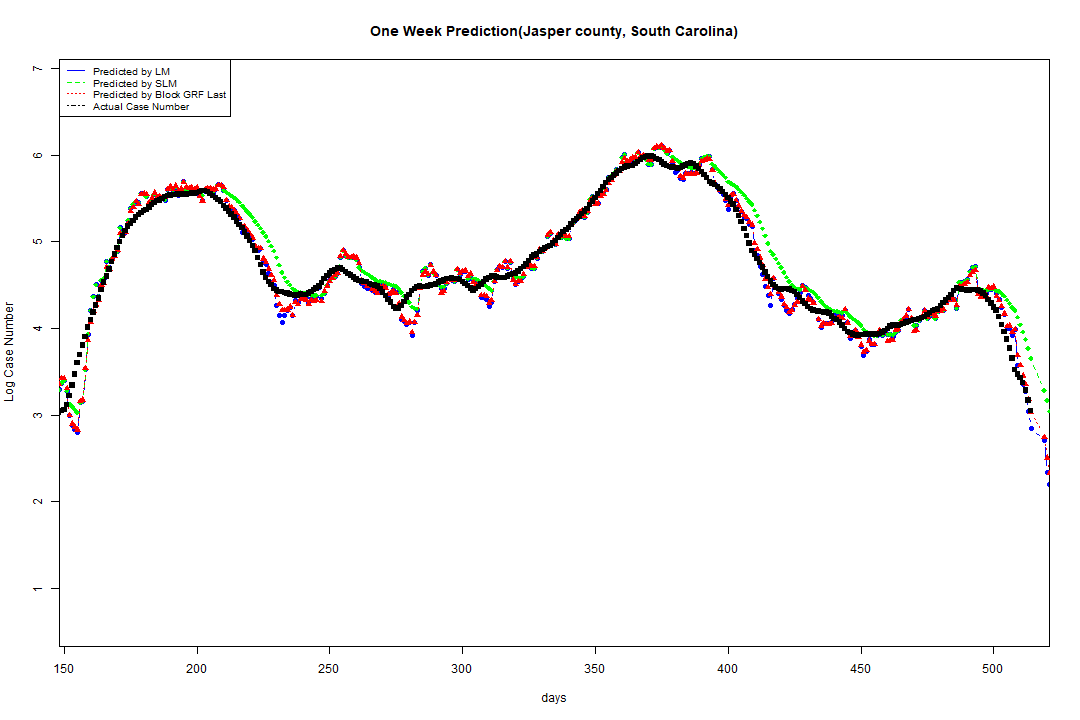 One Week Prediction(Jasper county, South Carolina)
Predicted by LM
Predicted by SLM
Predicted by Block GRF Last
Actual Case Number
Log Case Number
7
6
5
4
3
2
1
150 200 250 300 350 400 450 500
days